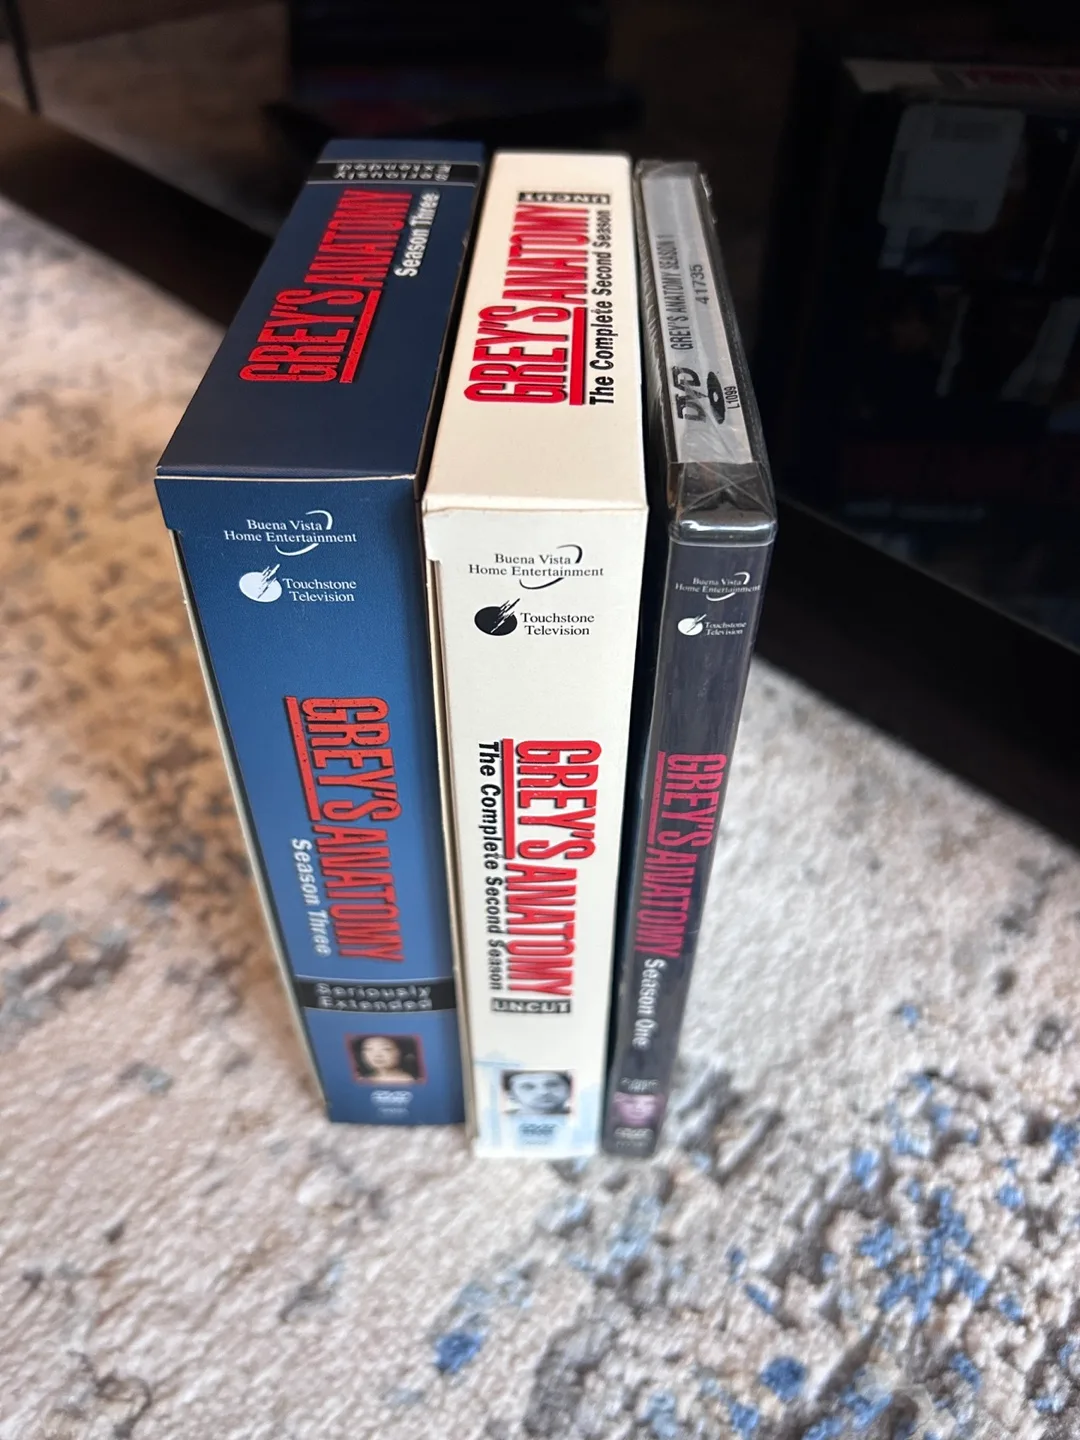 Seriously
Extended
GREY'S ANATOMY
Season Three
Buena Vista
Home Entertainment
Touchstone
Television
GREY'S ANATOMY
Season Three
Seriously
Extended
UNCUT
GREY'S ANATOMY
The Complete Second Season
Buena Vista
Home Entertainment
Touchstone
Television
GREY'S ANATOMY
The Complete Second Season
UNCUT
GREY'S ANATOMY SEASON 1
41735
DVD
L1099
Buena Vista
Home Entertainment
Touchstone
Television
GREY'S ANATOMY
Season One